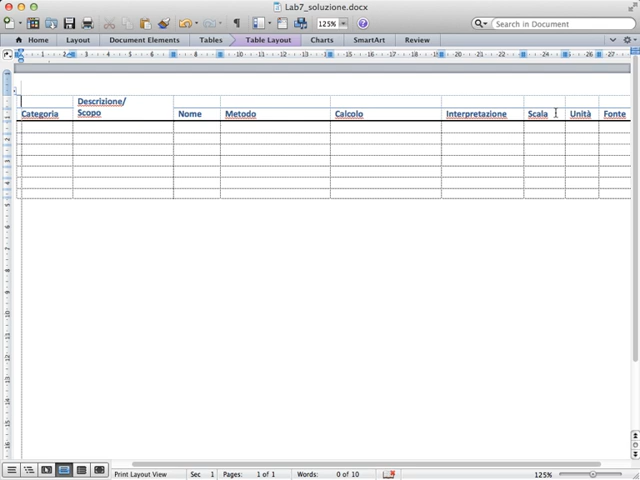 Lab7_soluzione.docx
125%
Search in Document
Home Layout Document Elements Tables Table Layout Charts SmartArt Review
Descrizione/
Categoria Scopo Nome Metodo Calcolo Interpretazione Scala Unità Fonte
Print Layout View Sec 1 Pages: 1 of 1 Words: 0 of 10 125%